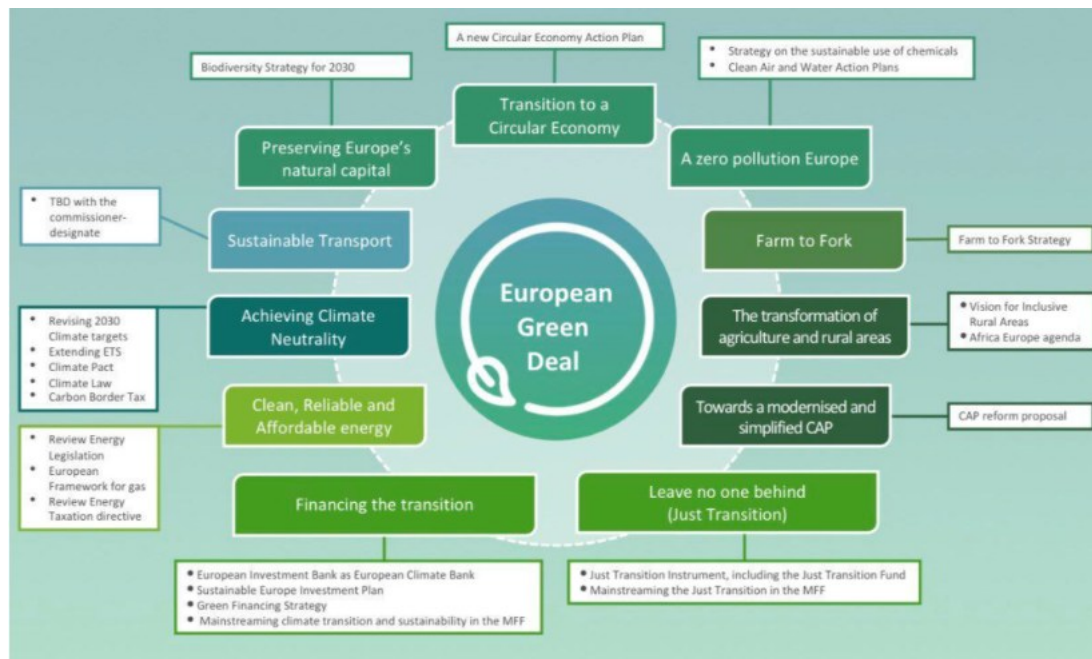 A new Circular Economy Action Plan
Biodiversity Strategy for 2030
• Strategy on the sustainable use of chemicals
• Clean Air and Water Action Plans
Transition to a
Circular Economy
Preserving Europe's
natural capital
A zero pollution Europe
• TBD with the
commissioner-
designate
Sustainable Transport
Farm to Fork
Farm to Fork Strategy
European
Green
Deal
• Revising 2030
Climate targets
• Extending ETS
• Climate Pact
• Climate Law
• Carbon Border Tax
Achieving Climate
Neutrality
The transformation of
agriculture and rural areas
• Vision for Inclusive
Rural Areas
• Africa Europe agenda
Clean, Reliable and
Affordable energy
Towards a modernised and
simplified CAP
CAP reform proposal
• Review Energy
Legislation
• European
Framework for gas
• Review Energy
Taxation directive
Financing the transition
Leave no one behind
(Just Transition)
• European Investment Bank as European Climate Bank
• Sustainable Europe Investment Plan
• Green Financing Strategy
• Mainstreaming climate transition and sustainability in the MFF
• Just Transition Instrument, including the Just Transition Fund
• Mainstreaming the Just Transition in the MFF